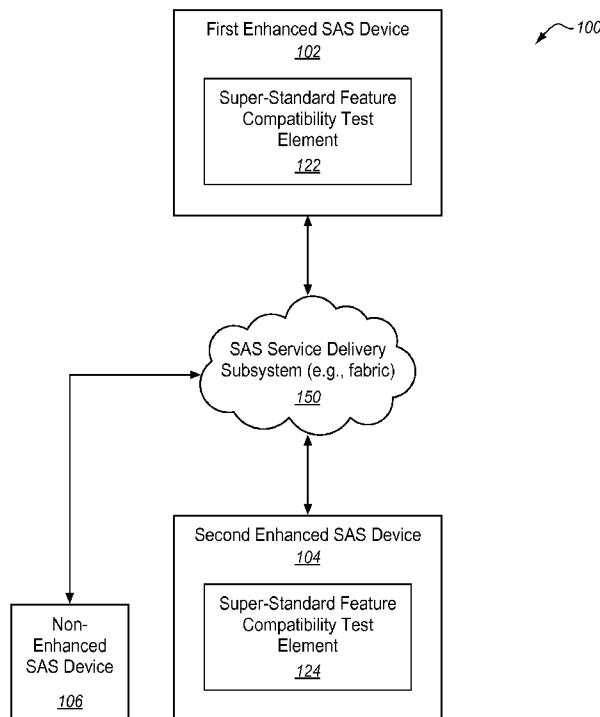 First Enhanced SAS Device
102
100
Super-Standard Feature
Compatibility Test
Element
122
SAS Service Delivery
Subsystem (e.g., fabric)
150
Second Enhanced SAS Device
104
Super-Standard Feature
Compatibility Test
Element
124
Non-
Enhanced
SAS Device
106